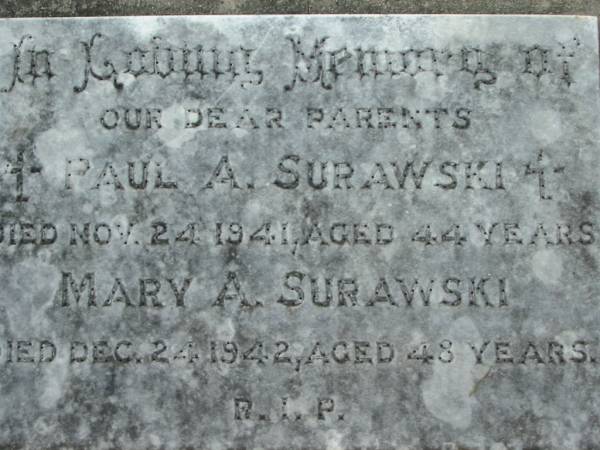 In Loving Memory of
OUR DEAR PARENTS
PAUL A. SURAWSKI
DIED NOV. 24 1941, AGED 44 YEARS
MARY A. SURAWSKI
DIED DEC. 24 1942, AGED 48 YEARS.
R.I.P.